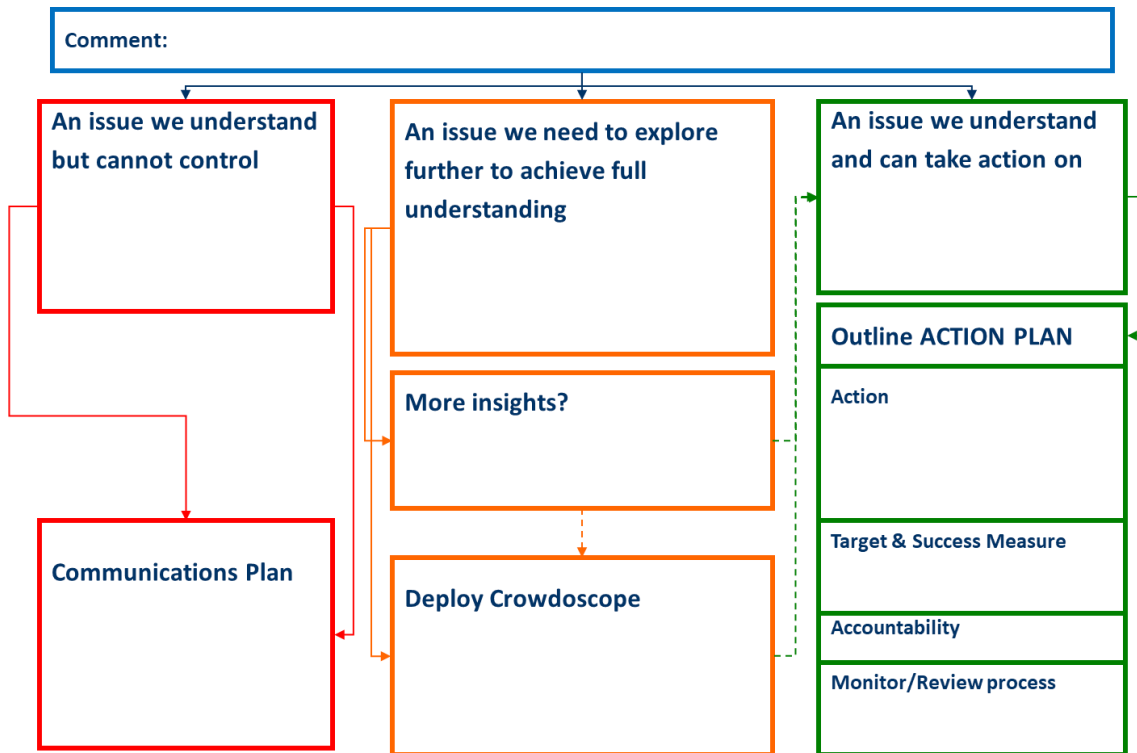 Comment:
An issue we understand
but cannot control
An issue we need to explore
further to achieve full
understanding
An issue we understand
and can take action on
Outline ACTION PLAN
More insights?
Action
Communications Plan
Deploy Crowdoscope
Target & Success Measure
Accountability
Monitor/Review process